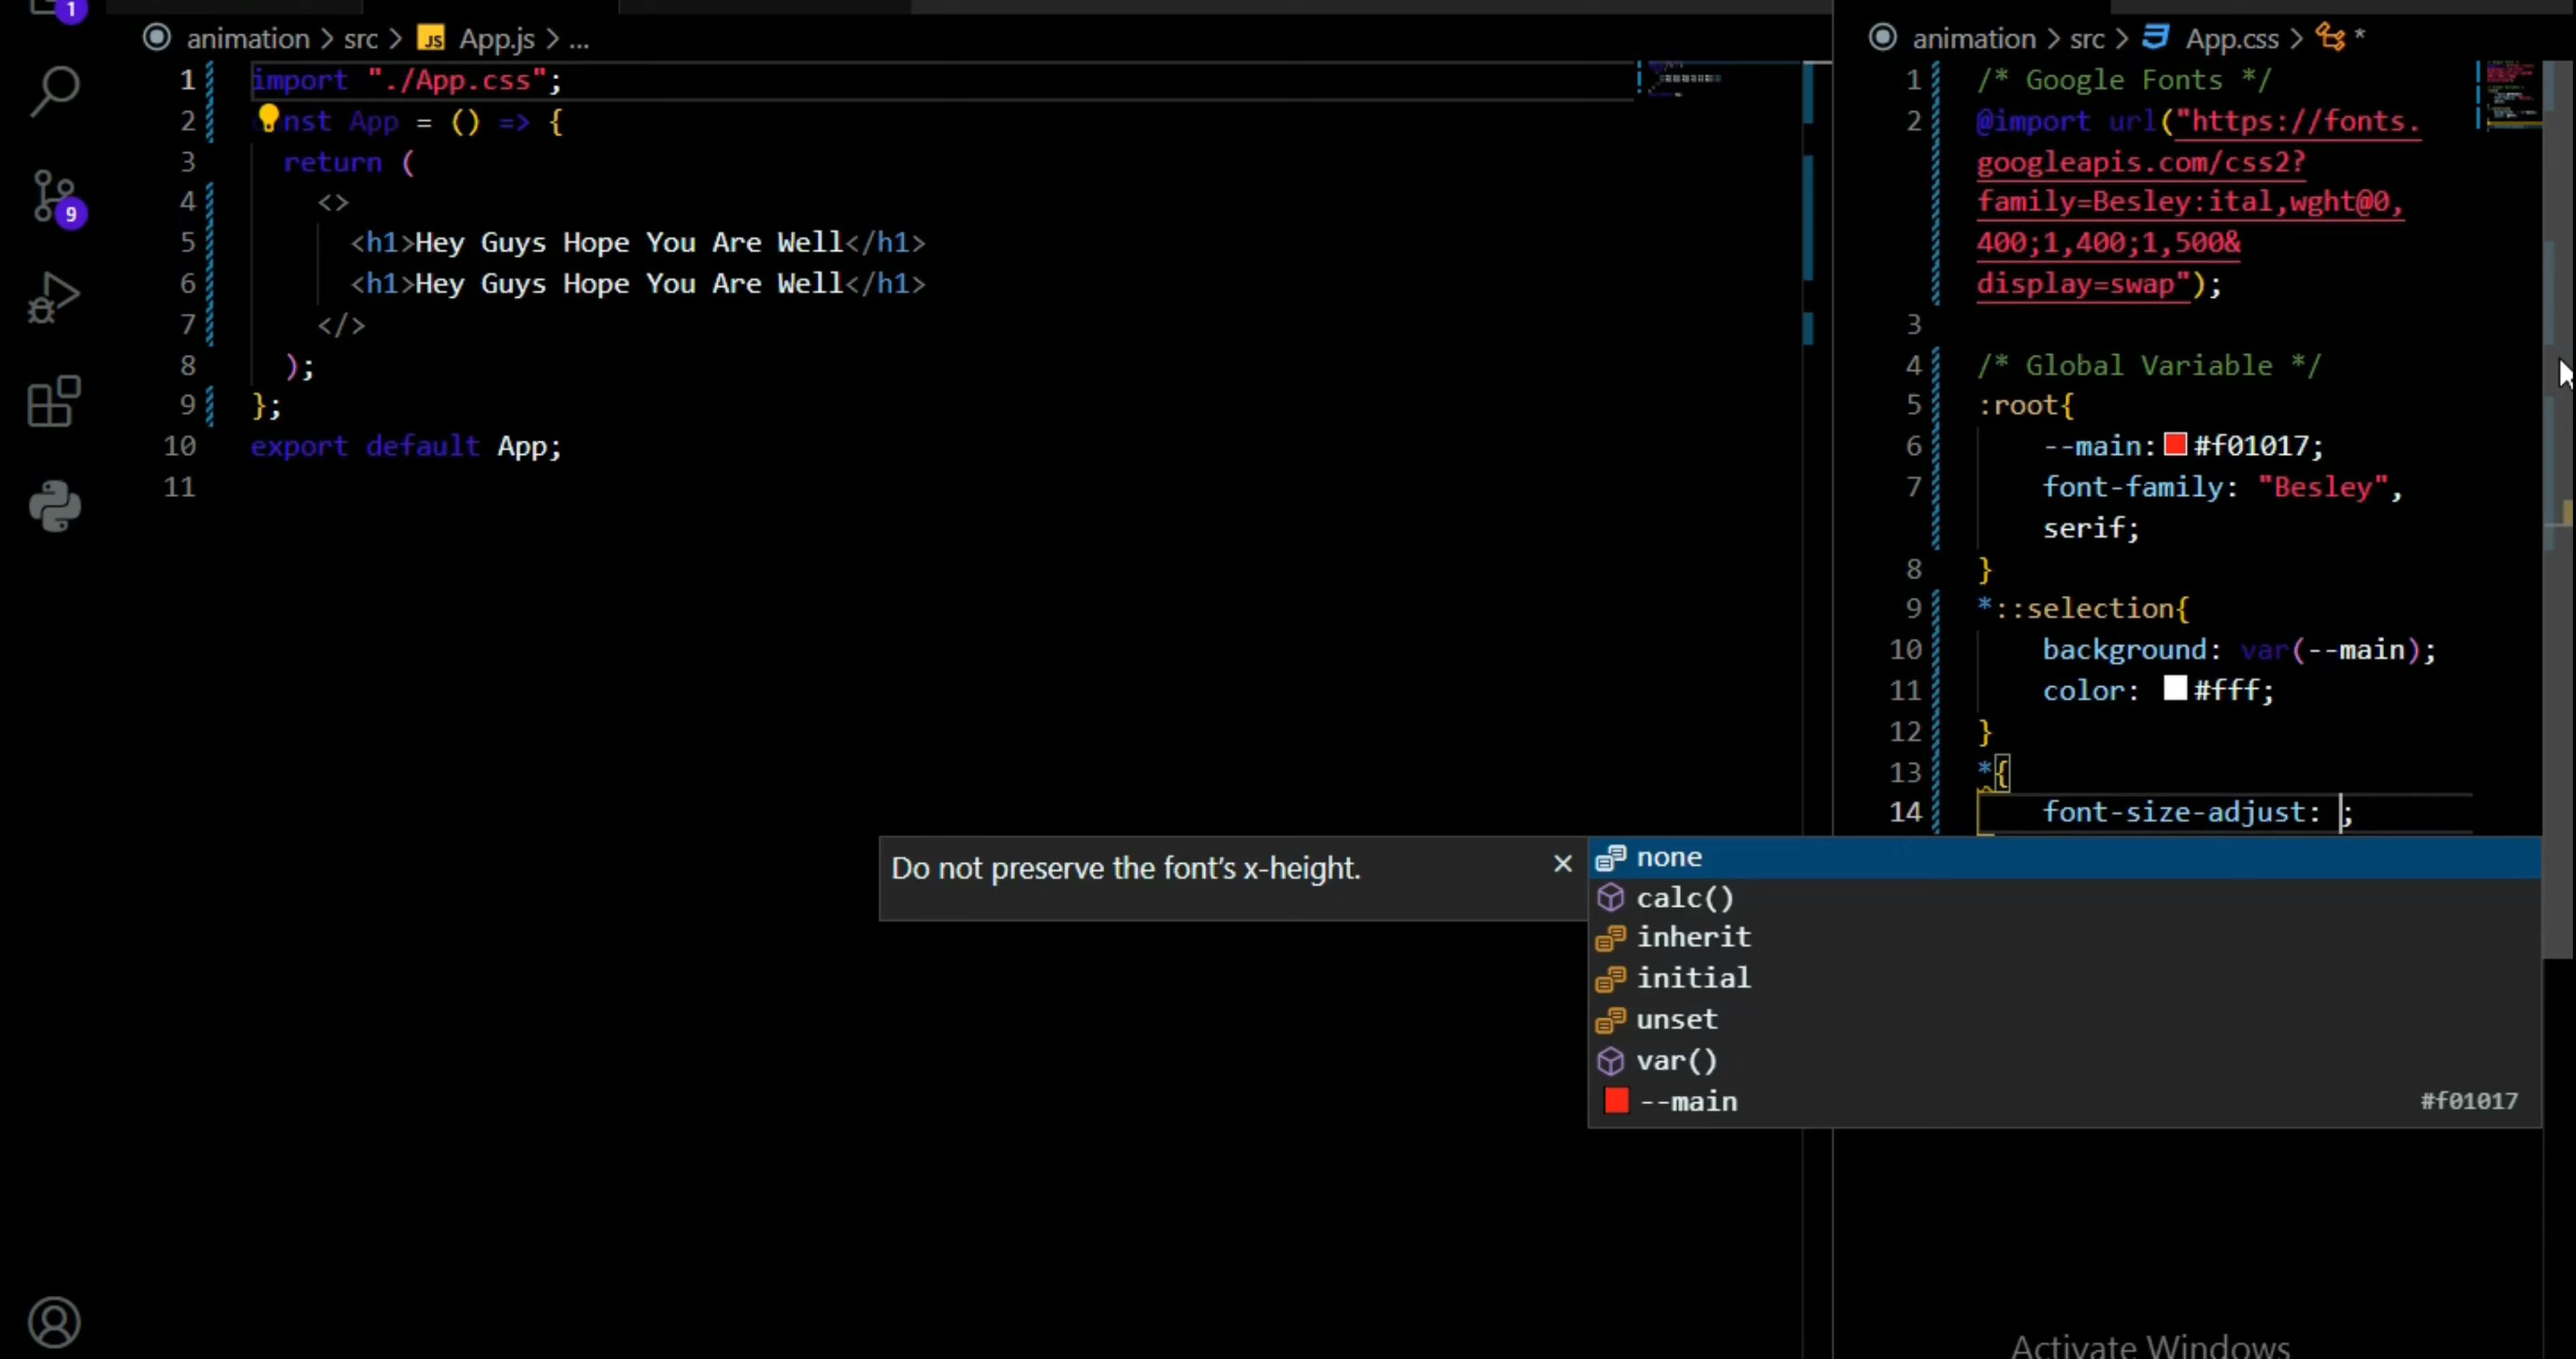 1
9
animation > src > JS App.js > ...
1 import "./App.css";
2 nst App = () => {
3 return (
4 <>
5 <h1>Hey Guys Hope You Are Well</h1>
6 <h1>Hey Guys Hope You Are Well</h1>
7 </>
8 );
9 };
10 export default App;
11
animation > src > App.css > *
1 /* Google Fonts */
2 @import url("https://fonts.
googleapis.com/css2?
family=Besley:ital,wght@0,
400;1,400;1,500&
display=swap");
3
4 /* Global Variable */
5 :root{
6 --main: #f01017;
7 font-family: "Besley",
serif;
8 }
9 *::selection{
10 background: var(--main);
11 color: #fff;
12 }
13 *{
14 font-size-adjust: ;
Do not preserve the font's x-height.
none
calc()
inherit
initial
unset
var()
--main #f01017
Activate Windows